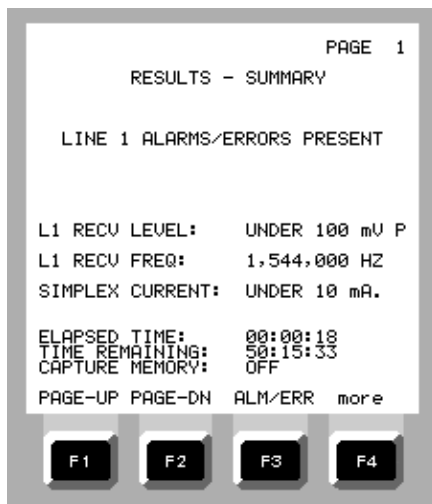 PAGE 1
RESULTS - SUMMARY
LINE 1 ALARMS/ERRORS PRESENT
L1 RECV LEVEL: UNDER 100 mV P
L1 RECV FREQ: 1,544,000 HZ
SIMPLEX CURRENT: UNDER 10 mA.
ELAPSED TIME: 00:00:18
TIME REMAINING: 50:15:33
CAPTURE MEMORY: OFF
PAGE-UP PAGE-DN ALM/ERR more
F1 F2 F3 F4